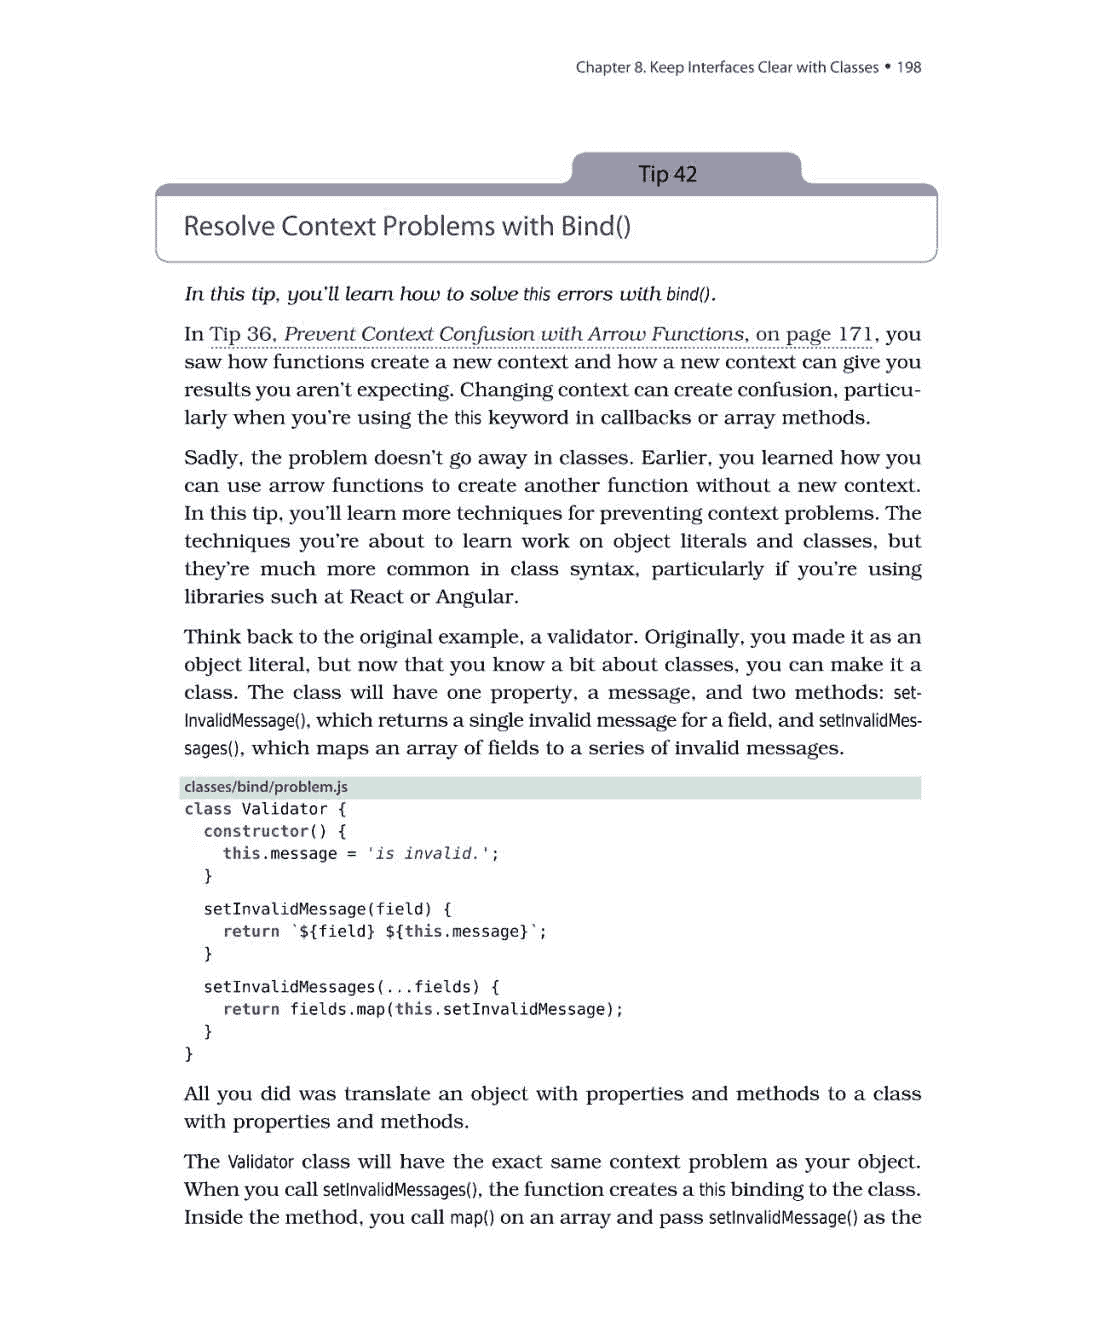 Chapter 8. Keep Interfaces Clear with Classes • 198
Tip 42
Resolve Context Problems with Bind()
In this tip, you'll learn how to solve this errors with bind().
In Tip 36, Prevent Context Confusion with Arrow Functions, on page 171, you
saw how functions create a new context and how a new context can give you
results you aren't expecting. Changing context can create confusion, particu-
larly when you're using the this keyword in callbacks or array methods.
Sadly, the problem doesn't go away in classes. Earlier, you learned how you
can use arrow functions to create another function without a new context.
In this tip, you'll learn more techniques for preventing context problems. The
techniques you're about to learn work on object literals and classes, but
they're much more common in class syntax, particularly if you're using
libraries such at React or Angular.
Think back to the original example, a validator. Originally, you made it as an
object literal, but now that you know a bit about classes, you can make it a
class. The class will have one property, a message, and two methods: set-
InvalidMessage(), which returns a single invalid message for a field, and setInvalidMes-
sages(), which maps an array of fields to a series of invalid messages.
classes/bind/problem.js
class Validator {
  constructor() {
    this.message = 'is invalid.';
  }
  setInvalidMessage(field) {
    return `${field} ${this.message}`;
  }
  setInvalidMessages(...fields) {
    return fields.map(this.setInvalidMessage);
  }
}
All you did was translate an object with properties and methods to a class
with properties and methods.
The Validator class will have the exact same context problem as your object.
When you call setInvalidMessages(), the function creates a this binding to the class.
Inside the method, you call map() on an array and pass setInvalidMessage() as the